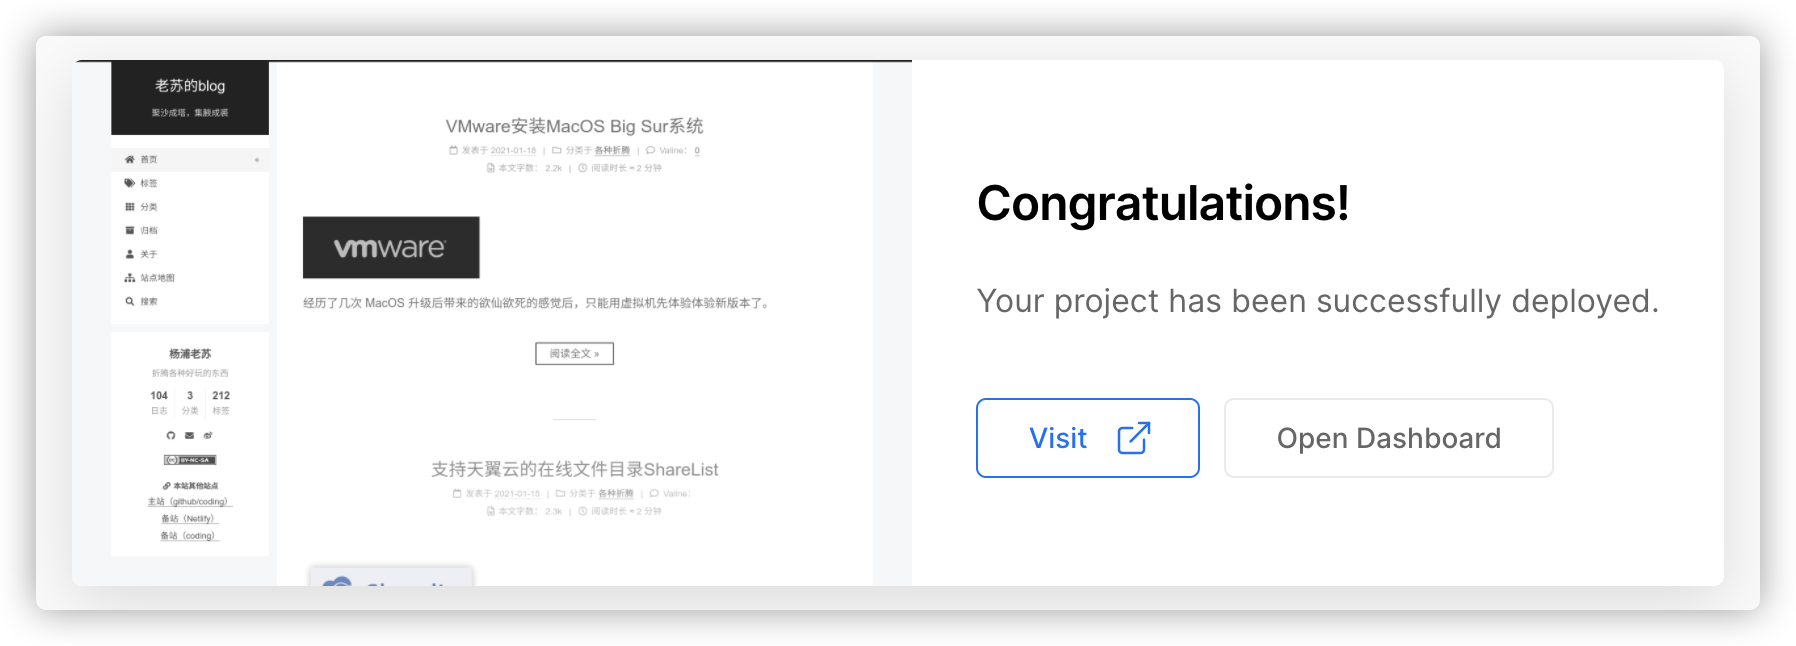 老苏的blog
聚沙成塔，集腋成裘
首页
标签
分类
归档
关于
站点地图
搜索
杨浦老苏
折腾各种好玩的东西
104 3 212
日志 分类 标签
BY-NC-SA
本站其他站点
主站（github/coding）
备站（Netlify）
备站（coding）
VMware安装MacOS Big Sur系统
发表于 2021-01-18 | 分类于 各种折腾 | Valine： 0
本文字数： 2.2k | 阅读时长 ≈ 2 分钟
vmware
经历了几次 MacOS 升级后带来的欲仙欲死的感觉后，只能用虚拟机先体验体验新版本了。
阅读全文 »
支持天翼云的在线文件目录ShareList
发表于 2021-01-15 | 分类于 各种折腾 | Valine：
本文字数： 2.3k | 阅读时长 ≈ 2 分钟
Congratulations!
Your project has been successfully deployed.
Visit
Open Dashboard